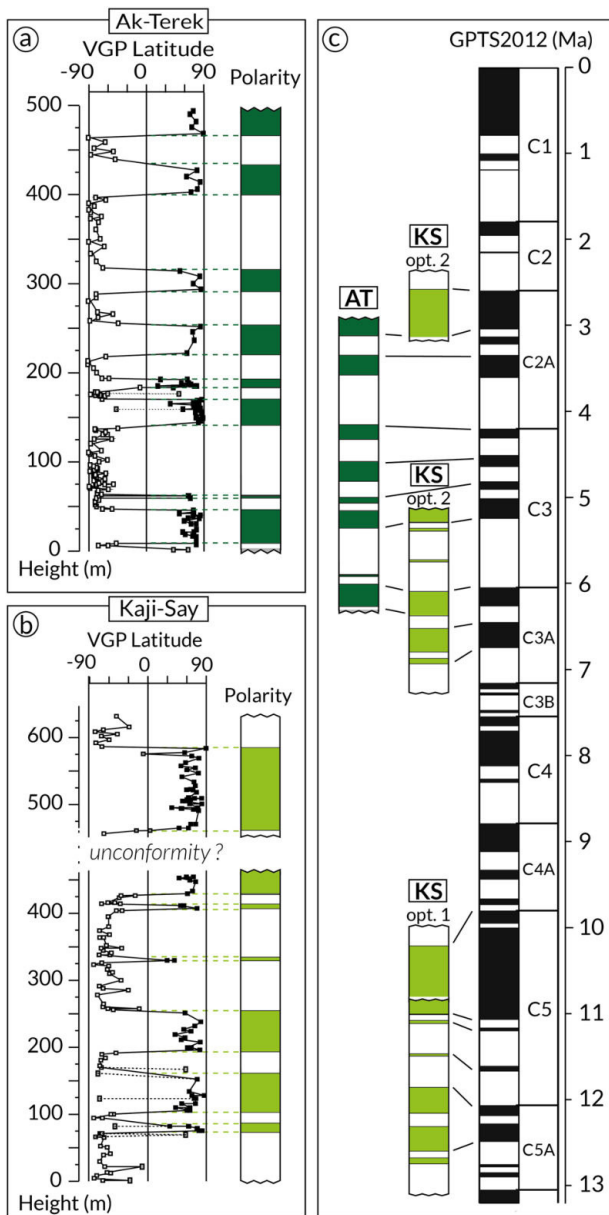 a
Ak-Terek
VGP Latitude
-90 0 90
Polarity
500
400
300
200
100
0
Height (m)
b
Kaji-Say
VGP Latitude
-90 0 90
Polarity
600
500
unconformity ?
400
300
200
100
0
Height (m)
c
GPTS2012 (Ma)
0
1
2
3
4
5
6
7
8
9
10
11
12
13
C1
C2
C2A
C3
C3A
C3B
C4
C4A
C5
C5A
KS
opt. 2
AT
KS
opt. 2
KS
opt. 1